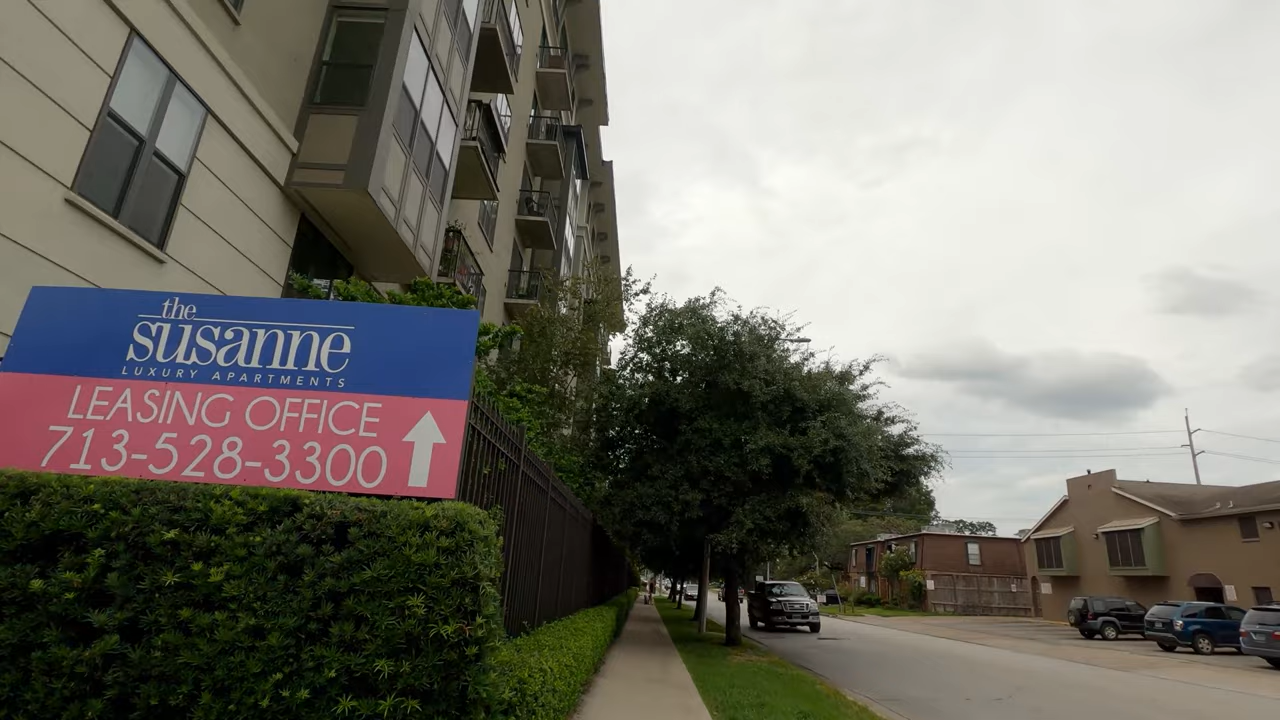 the
susanne
LUXURY APARTMENTS
LEASING OFFICE
713-528-3300